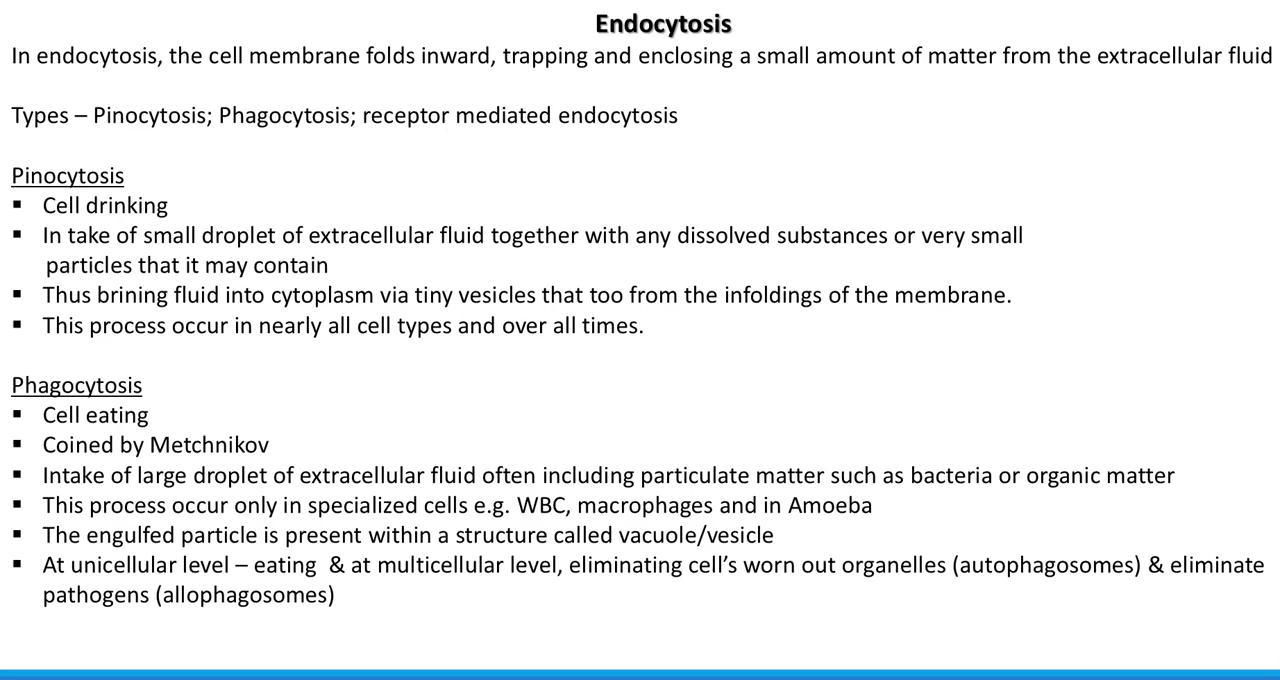 Endocytosis
In endocytosis, the cell membrane folds inward, trapping and enclosing a small amount of matter from the extracellular fluid
Types – Pinocytosis; Phagocytosis; receptor mediated endocytosis
Pinocytosis
▪ Cell drinking
▪ In take of small droplet of extracellular fluid together with any dissolved substances or very small
particles that it may contain
▪ Thus brining fluid into cytoplasm via tiny vesicles that too from the infoldings of the membrane.
▪ This process occur in nearly all cell types and over all times.
Phagocytosis
▪ Cell eating
▪ Coined by Metchnikov
▪ Intake of large droplet of extracellular fluid often including particulate matter such as bacteria or organic matter
▪ This process occur only in specialized cells e.g. WBC, macrophages and in Amoeba
▪ The engulfed particle is present within a structure called vacuole/vesicle
▪ At unicellular level – eating & at multicellular level, eliminating cell’s worn out organelles (autophagosomes) & eliminate
pathogens (allophagosomes)